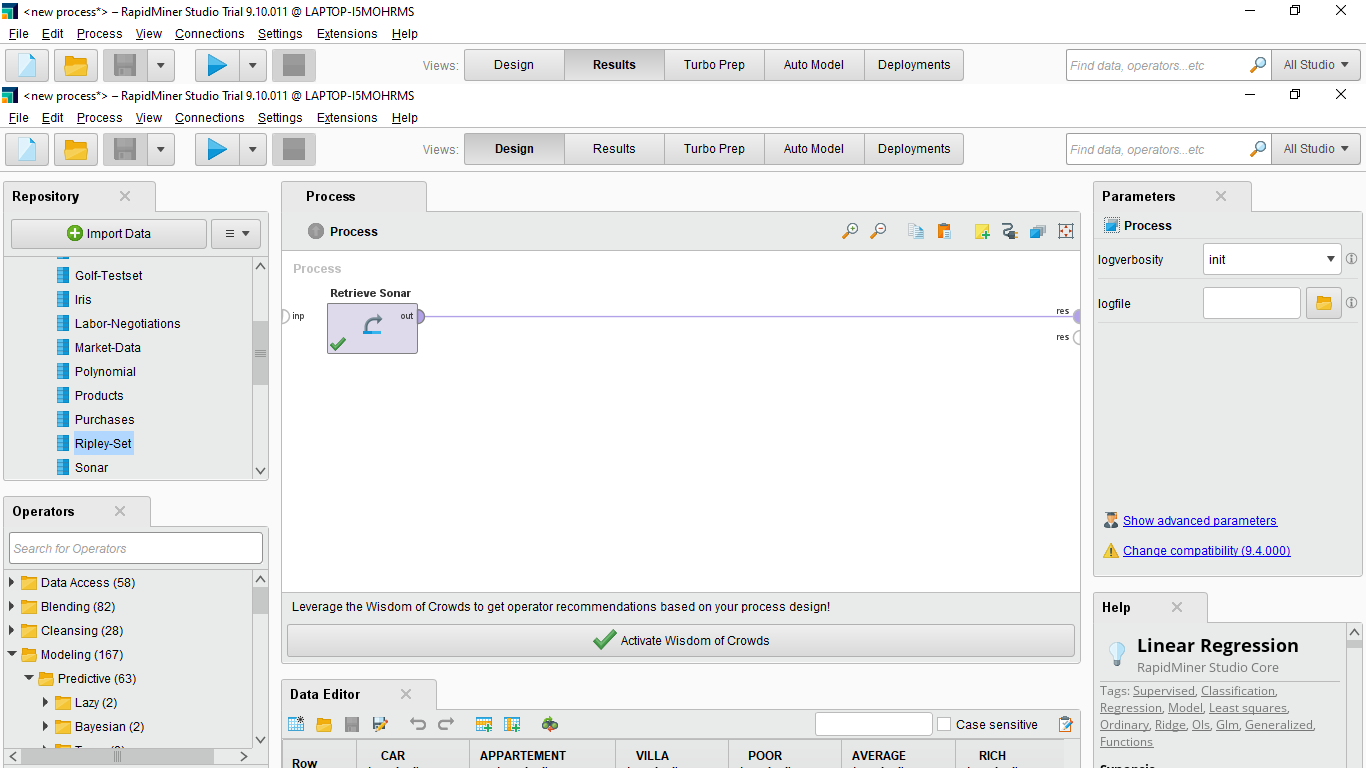 <new process*> – RapidMiner Studio Trial 9.10.011 @ LAPTOP-I5MOHRMS
File Edit Process View Connections Settings Extensions Help
Views: Design Results Turbo Prep Auto Model Deployments Find data, operators...etc All Studio
<new process*> – RapidMiner Studio Trial 9.10.011 @ LAPTOP-I5MOHRMS
File Edit Process View Connections Settings Extensions Help
Views: Design Results Turbo Prep Auto Model Deployments Find data, operators...etc All Studio
Repository
Import Data
Golf-Testset
Iris
Labor-Negotiations
Market-Data
Polynomial
Products
Purchases
Ripley-Set
Sonar
Operators
Search for Operators
Data Access (58)
Blending (82)
Cleansing (28)
Modeling (167)
Predictive (63)
Lazy (2)
Bayesian (2)
Process
Process
Process
Retrieve Sonar
inp out res
res
Leverage the Wisdom of Crowds to get operator recommendations based on your process design!
Activate Wisdom of Crowds
Data Editor
Case sensitive
Row CAR APPARTEMENT VILLA POOR AVERAGE RICH
Parameters
Process
logverbosity init
logfile
Show advanced parameters
Change compatibility (9.4.000)
Help
Linear Regression
RapidMiner Studio Core
Tags: Supervised, Classification,
Regression, Model, Least squares,
Ordinary, Ridge, Ols, Glm, Generalized,
Functions